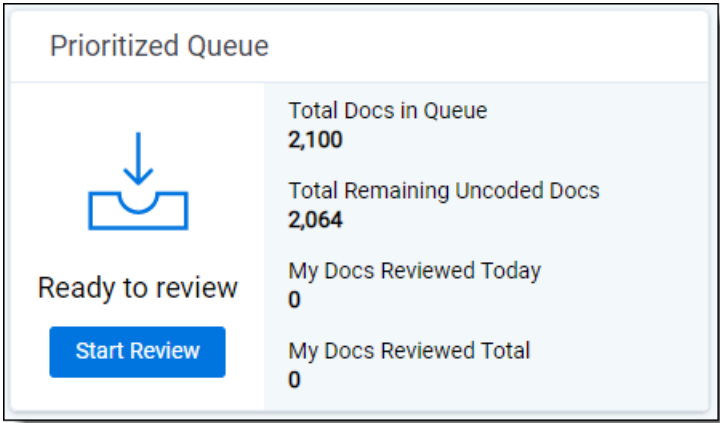 Prioritized Queue
Ready to review
Start Review
Total Docs in Queue
2,100
Total Remaining Uncoded Docs
2,064
My Docs Reviewed Today
0
My Docs Reviewed Total
0